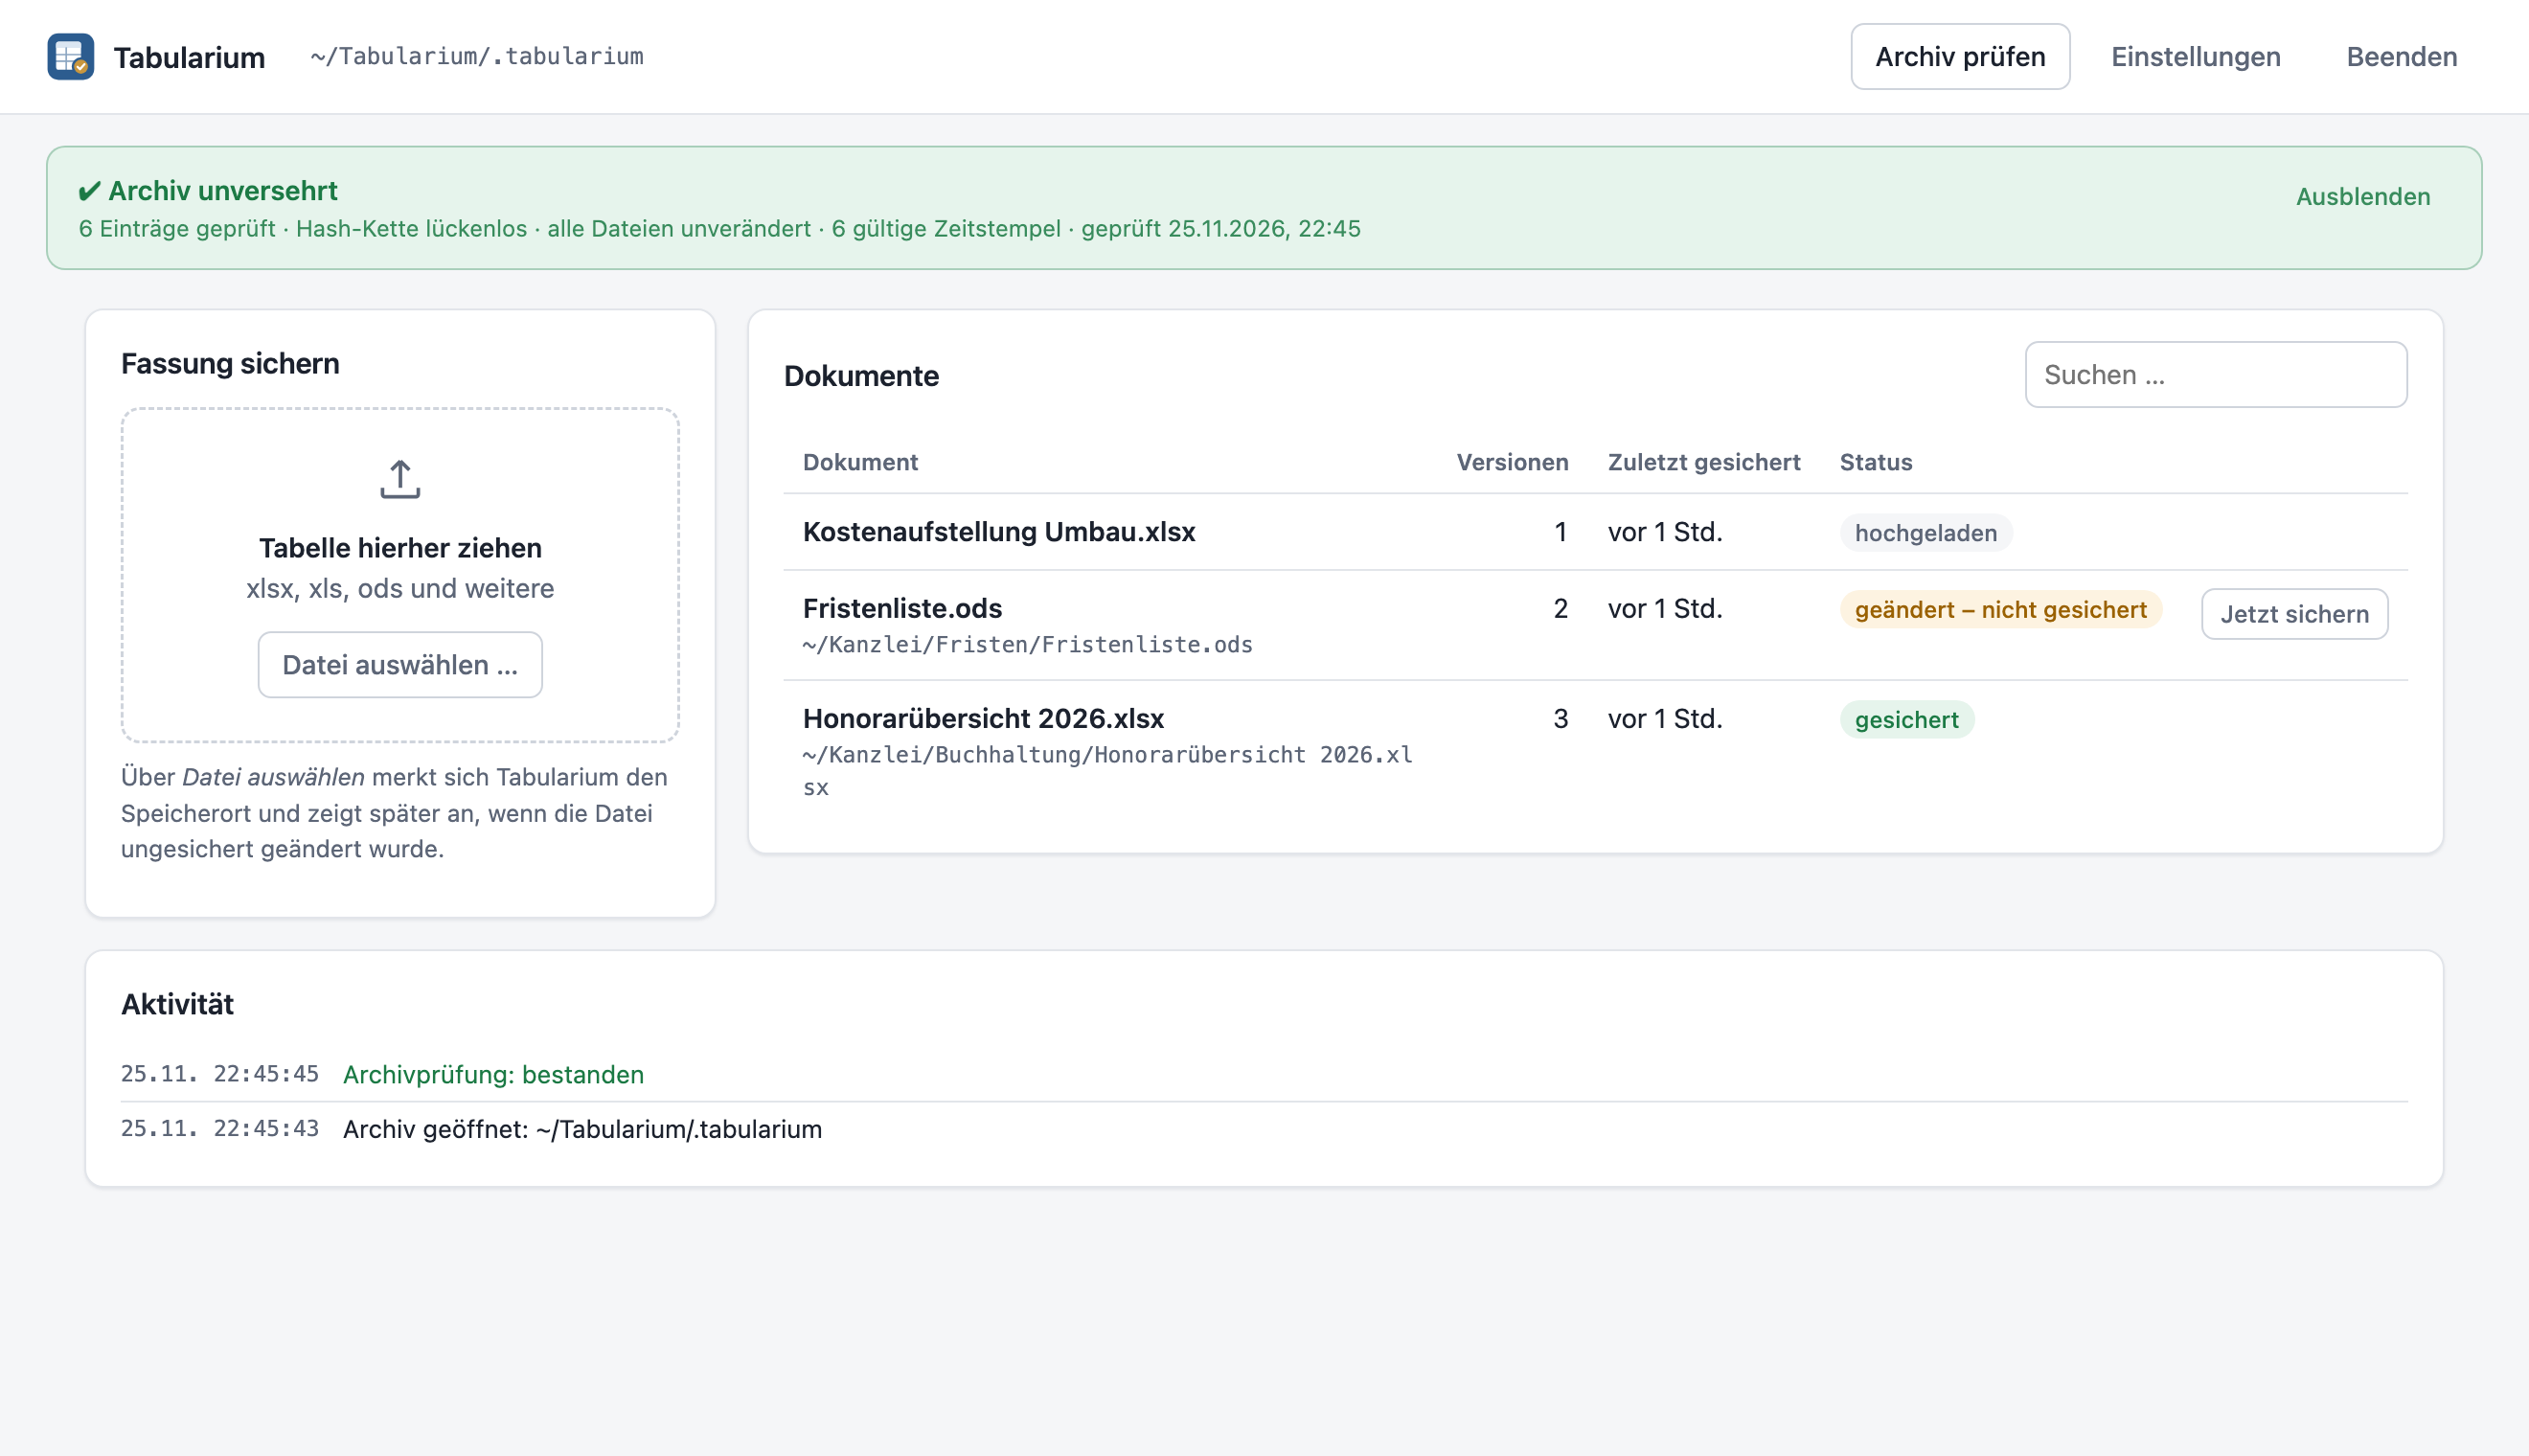 Tabularium ~/Tabularium/.tabularium Archiv prüfen Einstellungen Beenden
✔ Archiv unversehrt
Ausblenden
6 Einträge geprüft · Hash-Kette lückenlos · alle Dateien unverändert · 6 gültige Zeitstempel · geprüft 25.11.2026, 22:45
Fassung sichern
Tabelle hierher ziehen
xlsx, xls, ods und weitere
Datei auswählen ...
Über Datei auswählen merkt sich Tabularium den
Speicherort und zeigt später an, wenn die Datei
ungesichert geändert wurde.
Dokumente
Suchen ...
Dokument Versionen Zuletzt gesichert Status
Kostenaufstellung Umbau.xlsx 1 vor 1 Std. hochgeladen
Fristenliste.ods 2 vor 1 Std. geändert – nicht gesichert Jetzt sichern
~/Kanzlei/Fristen/Fristenliste.ods
Honorarübersicht 2026.xlsx 3 vor 1 Std. gesichert
~/Kanzlei/Buchhaltung/Honorarübersicht 2026.xl
sx
Aktivität
25.11. 22:45:45 Archivprüfung: bestanden
25.11. 22:45:43 Archiv geöffnet: ~/Tabularium/.tabularium